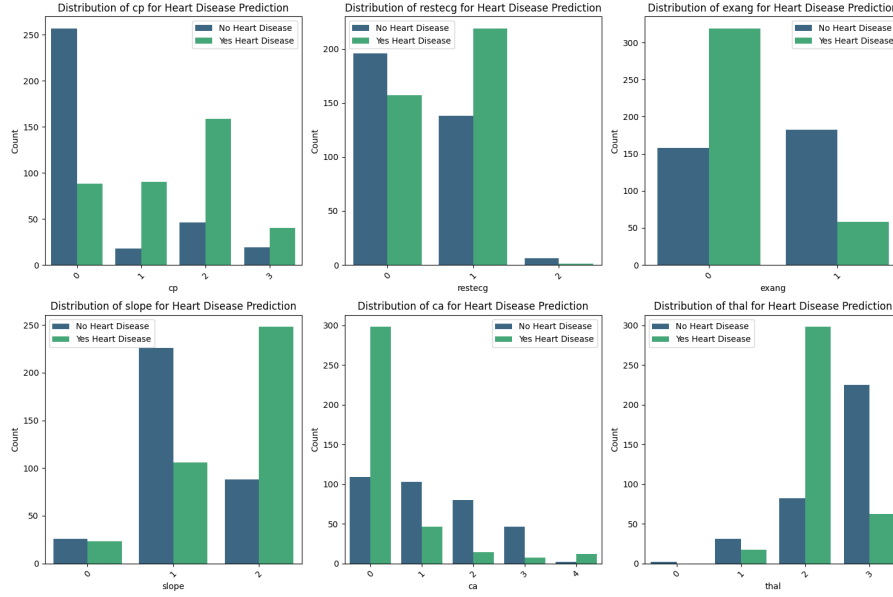 Distribution of cp for Heart Disease Prediction
No Heart Disease
Yes Heart Disease
250
200
150
100
50
0
Count
0 1 2 3
cp
Distribution of restecg for Heart Disease Prediction
No Heart Disease
Yes Heart Disease
200
150
100
50
0
Count
0 1 2
restecg
Distribution of exang for Heart Disease Prediction
No Heart Disease
Yes Heart Disease
300
250
200
150
100
50
0
Count
0 1
exang
Distribution of slope for Heart Disease Prediction
No Heart Disease
Yes Heart Disease
250
200
150
100
50
0
Count
0 1 2
slope
Distribution of ca for Heart Disease Prediction
No Heart Disease
Yes Heart Disease
300
250
200
150
100
50
0
Count
0 1 2 3 4
ca
Distribution of thal for Heart Disease Prediction
No Heart Disease
Yes Heart Disease
300
250
200
150
100
50
0
Count
0 1 2 3
thal